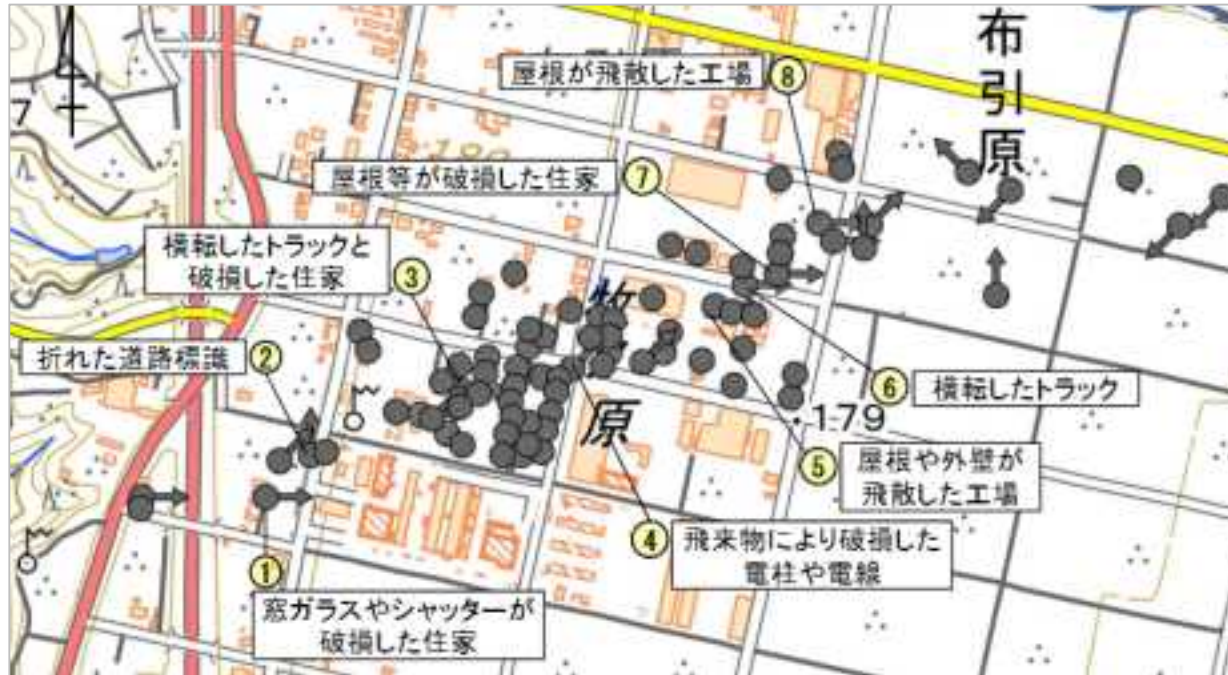 布引原
屋根が飛散した工場
⑧
7
屋根等が破損した住家
⑦
横転したトラックと
破損した住家
③
牧
折れた道路標識
②
⑥
横転したトラック
原
179
⑤
屋根や外壁が
飛散した工場
④
飛来物により破損した
電柱や電線
①
窓ガラスやシャッターが
破損した住家